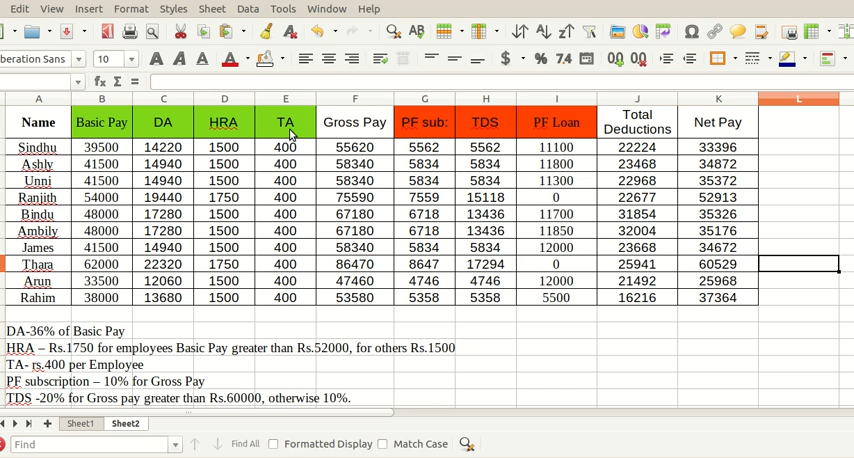 Edit View Insert Format Styles Sheet Data Tools Window Help
beration Sans 10 $ % 7.4
A B C D E F G H I J K L
Name Basic Pay DA HRA TA Gross Pay PF sub: TDS PF Loan Total Deductions Net Pay
Sindhu 39500 14220 1500 400 55620 5562 5562 11100 22224 33396
Ashly 41500 14940 1500 400 58340 5834 5834 11800 23468 34872
Unni 41500 14940 1500 400 58340 5834 5834 11300 22968 35372
Ranjith 54000 19440 1750 400 75590 7559 15118 0 22677 52913
Bindu 48000 17280 1500 400 67180 6718 13436 11700 31854 35326
Ambily 48000 17280 1500 400 67180 6718 13436 11850 32004 35176
James 41500 14940 1500 400 58340 5834 5834 12000 23668 34672
Thara 62000 22320 1750 400 86470 8647 17294 0 25941 60529
Arun 33500 12060 1500 400 47460 4746 4746 12000 21492 25968
Rahim 38000 13680 1500 400 53580 5358 5358 5500 16216 37364
DA-36% of Basic Pay
HRA – Rs.1750 for employees Basic Pay greater than Rs.52000, for others Rs.1500
TA- rs.400 per Employee
PF subscription – 10% for Gross Pay
TDS -20% for Gross pay greater than Rs.60000, otherwise 10%.
Sheet1 Sheet2
Find Find All Formatted Display Match Case